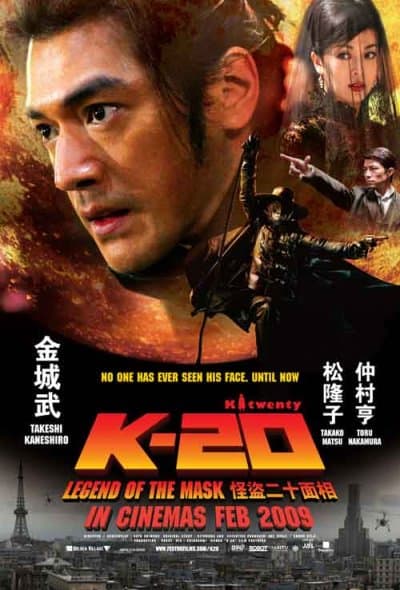 金城武
TAKESHI
KANESHIRO
松隆子
TAKAKO
MATSU
仲村亨
TORU
NAKAMURA
NO ONE HAS EVER SEEN HIS FACE. UNTIL NOW
K-20
LEGEND OF THE MASK 怪盗二十面相
IN CINEMAS FEB 2009
GOLDEN VILLAGE